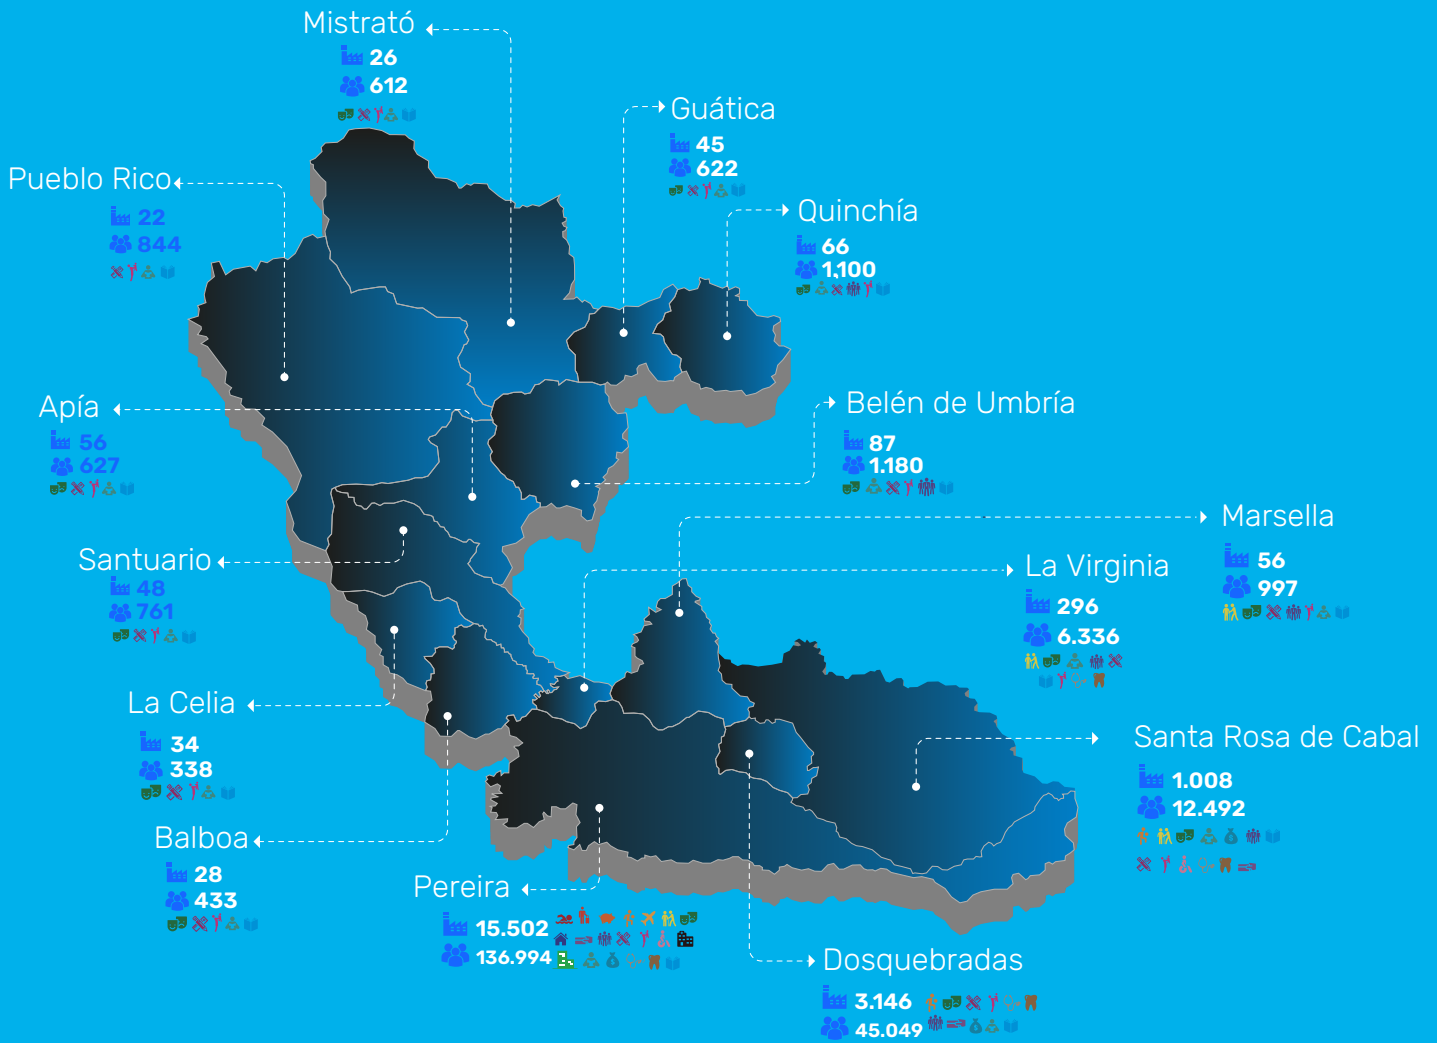 Mistrató
26
612
Guática
45
622
Pueblo Rico
22
844
Quinchía
66
1,100
Apía
56
627
Belén de Umbría
87
1.180
Marsella
56
997
Santuario
48
761
La Virginia
296
6.336
La Celia
34
338
Santa Rosa de Cabal
1.008
12.492
Balboa
28
433
Pereira
15.502
136.994
Dosquebradas
3.146
45.049